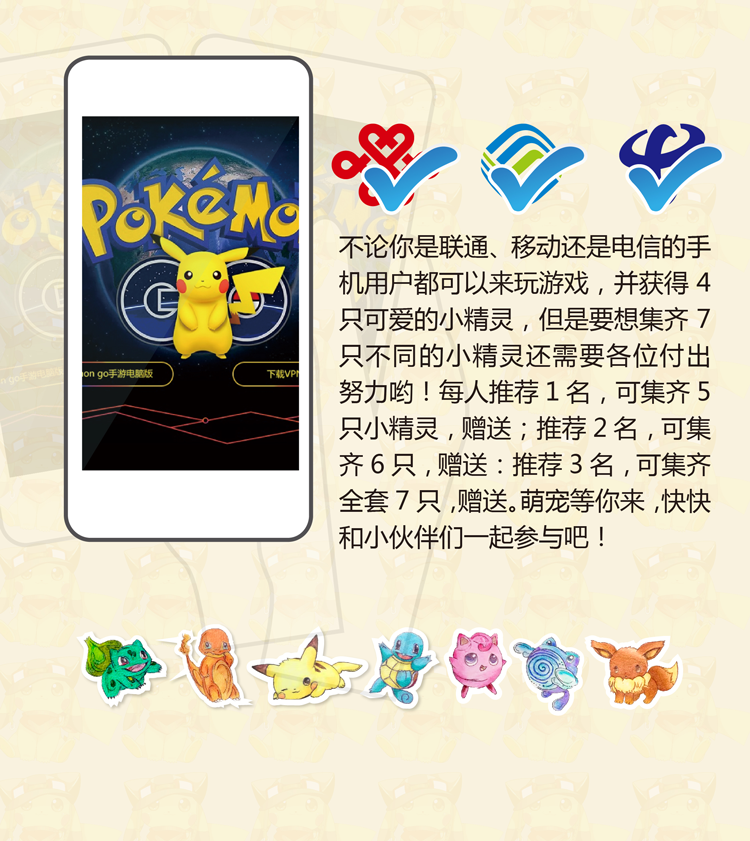 POKÉMO
GO
on go手游电脑版
下载VPN
不论你是联通、移动还是电信的手
机用户都可以来玩游戏，并获得 4
只可爱的小精灵，但是要想集齐 7
只不同的小精灵还需要各位付出
努力哟！每人推荐 1 名，可集齐 5
只小精灵，赠送；推荐 2 名，可集
齐 6 只，赠送：推荐 3 名，可集齐
全套 7 只，赠送。萌宠等你来，快快
和小伙伴们一起参与吧！